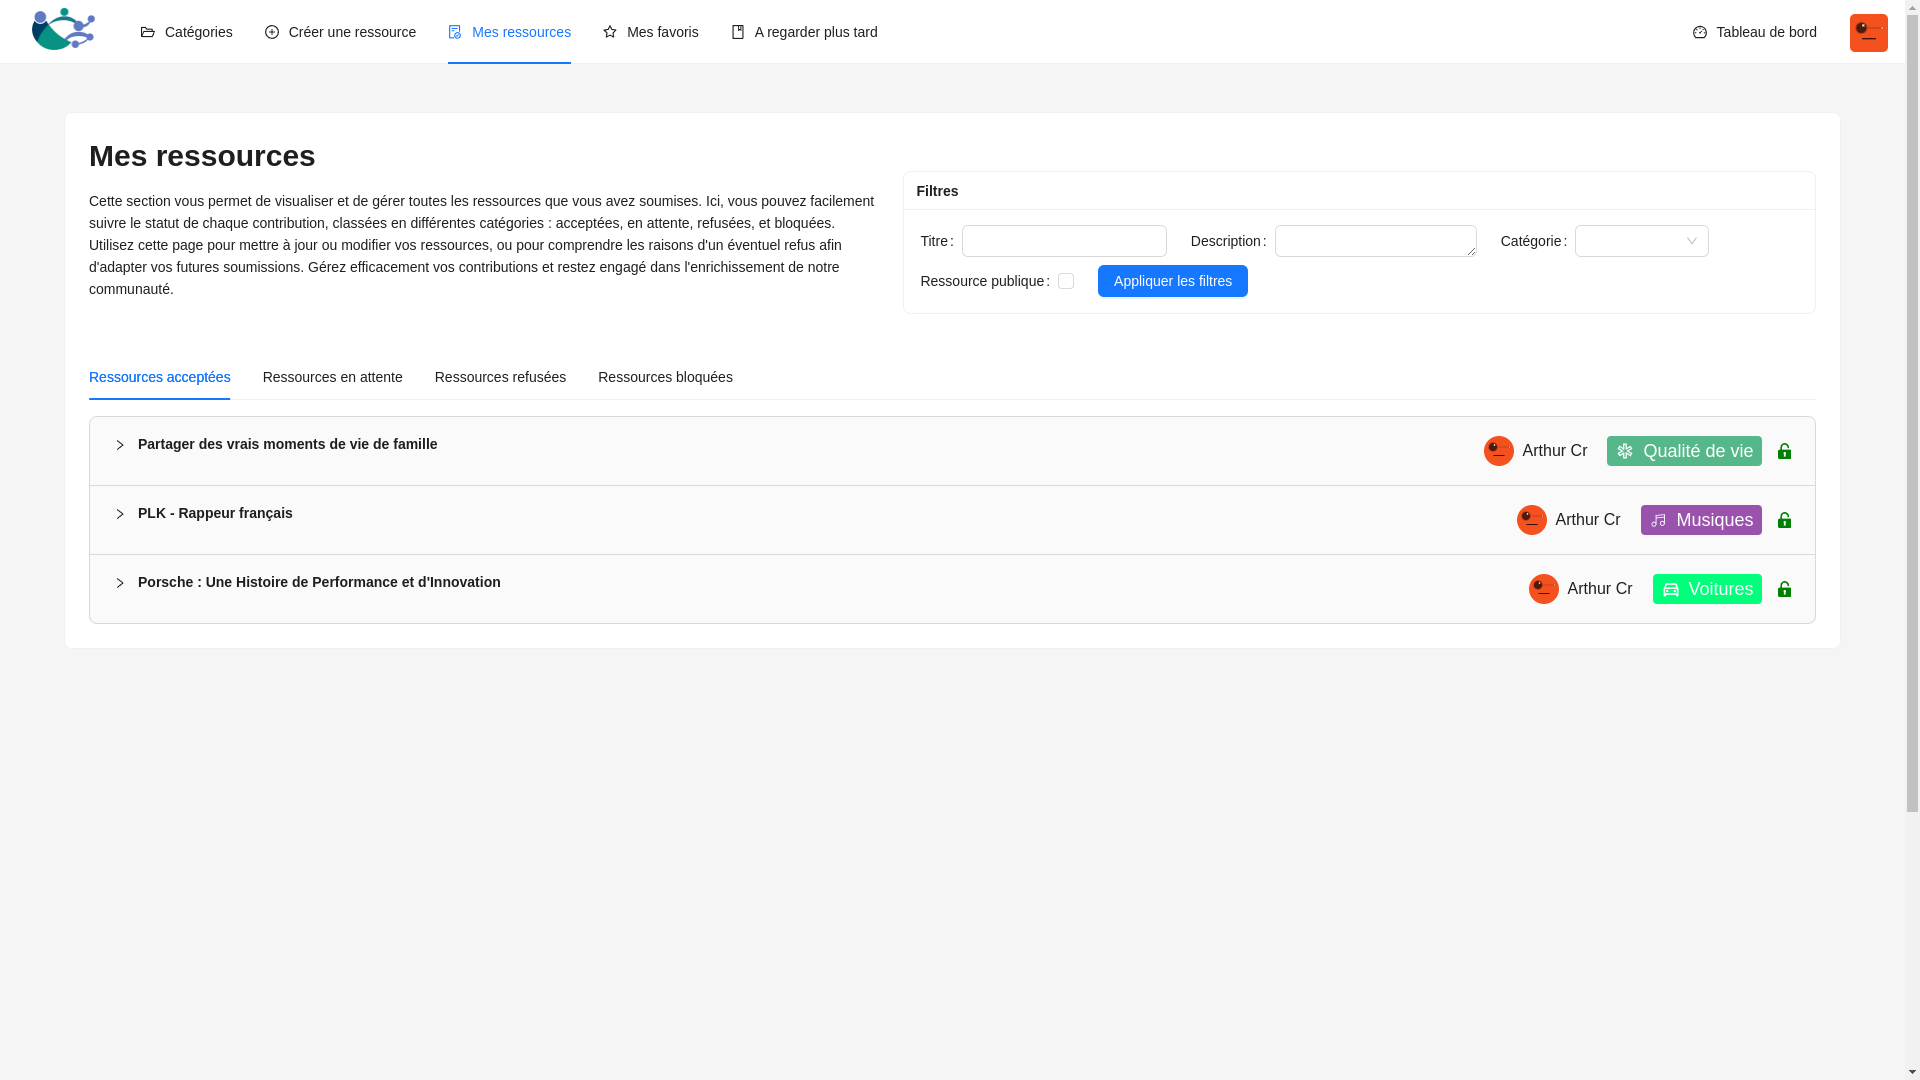 Catégories
Créer une ressource
Mes ressources
Mes favoris
A regarder plus tard
Tableau de bord
Mes ressources
Cette section vous permet de visualiser et de gérer toutes les ressources que vous avez soumises. Ici, vous pouvez facilement
suivre le statut de chaque contribution, classées en différentes catégories : acceptées, en attente, refusées, et bloquées.
Utilisez cette page pour mettre à jour ou modifier vos ressources, ou pour comprendre les raisons d'un éventuel refus afin
d'adapter vos futures soumissions. Gérez efficacement vos contributions et restez engagé dans l'enrichissement de notre
communauté.
Filtres
Titre :
Description :
Catégorie :
Ressource publique :
Appliquer les filtres
Ressources acceptées
Ressources en attente
Ressources refusées
Ressources bloquées
Partager des vrais moments de vie de famille
Arthur Cr
Qualité de vie
PLK - Rappeur français
Arthur Cr
Musiques
Porsche : Une Histoire de Performance et d'Innovation
Arthur Cr
Voitures